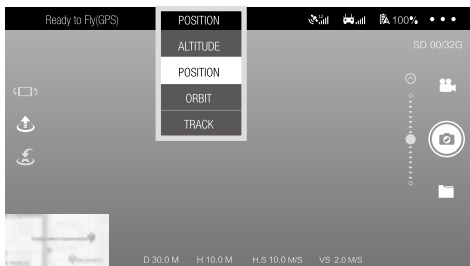 Ready to Fly(GPS) POSITION 100%
SD 00/32G
ALTITUDE
POSITION
ORBIT
TRACK
D 30.0 M H 10.0 M H.S 10.0 M/S VS 2.0 M/S